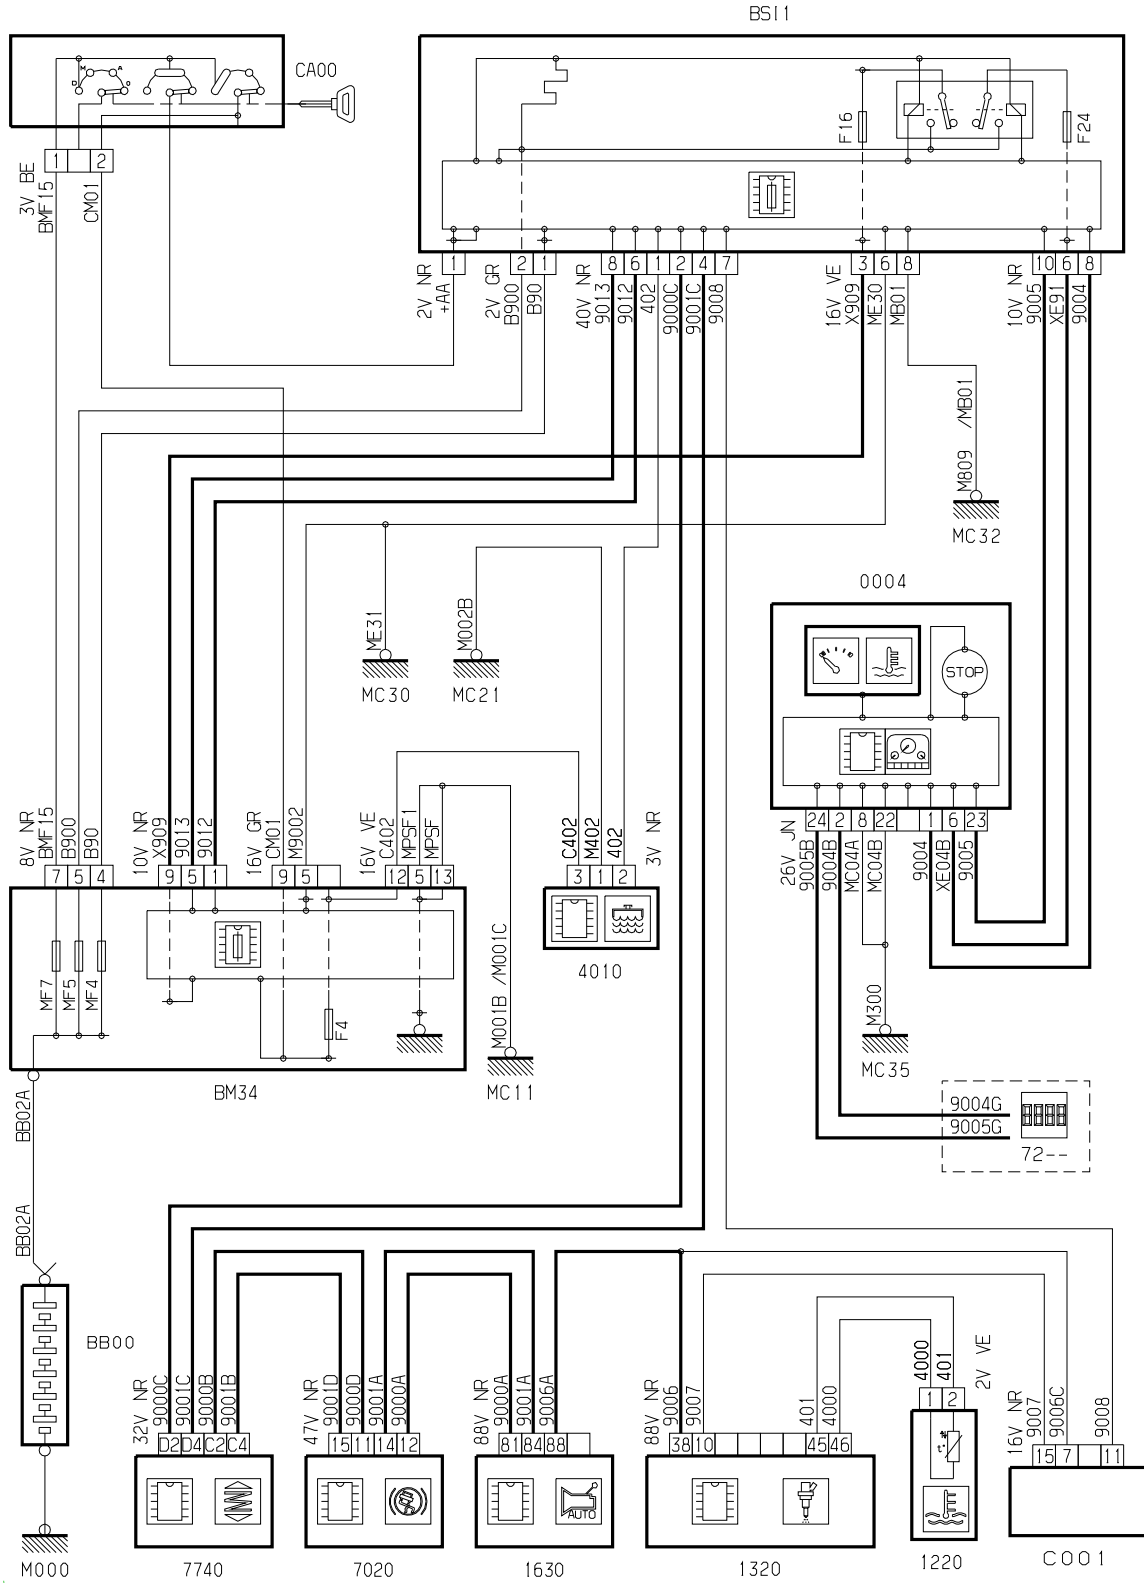 BSI1
CA00
M A
D O
F16
F24
1 2
3V BE
BMF15
CM01
1 2 1 8 6 1 2 4 7 3 6 8 10 6 8
2V NR
+AA
2V GR
B900
B90
40V NR
9013
9012
402
9000C
9001C
9008
16V VE
X909
ME30
MB01
10V NR
9005
XE91
9004
M809 /MB01
MC32
0004
STOP
ME31
MC30
M002B
MC21
24 2 8 22 1 6 23
26V JN
9005B
9004B
MC04A
MC04B
9004
XE04B
9005
M300
MC35
8V NR
BMF15
B900
B90
10V NR
X909
9013
9012
16V GR
CM01
M9002
16V VE
C402
MPSF1
MPSF
C402
M402
402
3V NR
7 5 4 9 5 1 9 5 12 5 13 3 1 2
4010
MF7
MF5
MF4
F4
M001B /M001C
MC11
BM34
BB02A
BB02A
9004G
9005G
72--
BB00
M000
32V NR
9000C
9001C
9000B
9001B
D2 D4 C2 C4
7740
47V NR
9001D
9000D
9001A
9000A
15 11 14 12
7020
88V NR
9000A
9001A
9006A
81 84 88
AUTO
1630
88V NR
9006
9007
401
4000
38 10 45 46
1320
4000
401
2V VE
1 2
t°
1220
16V NR
9007
9006C
9008
15 7 11
C001